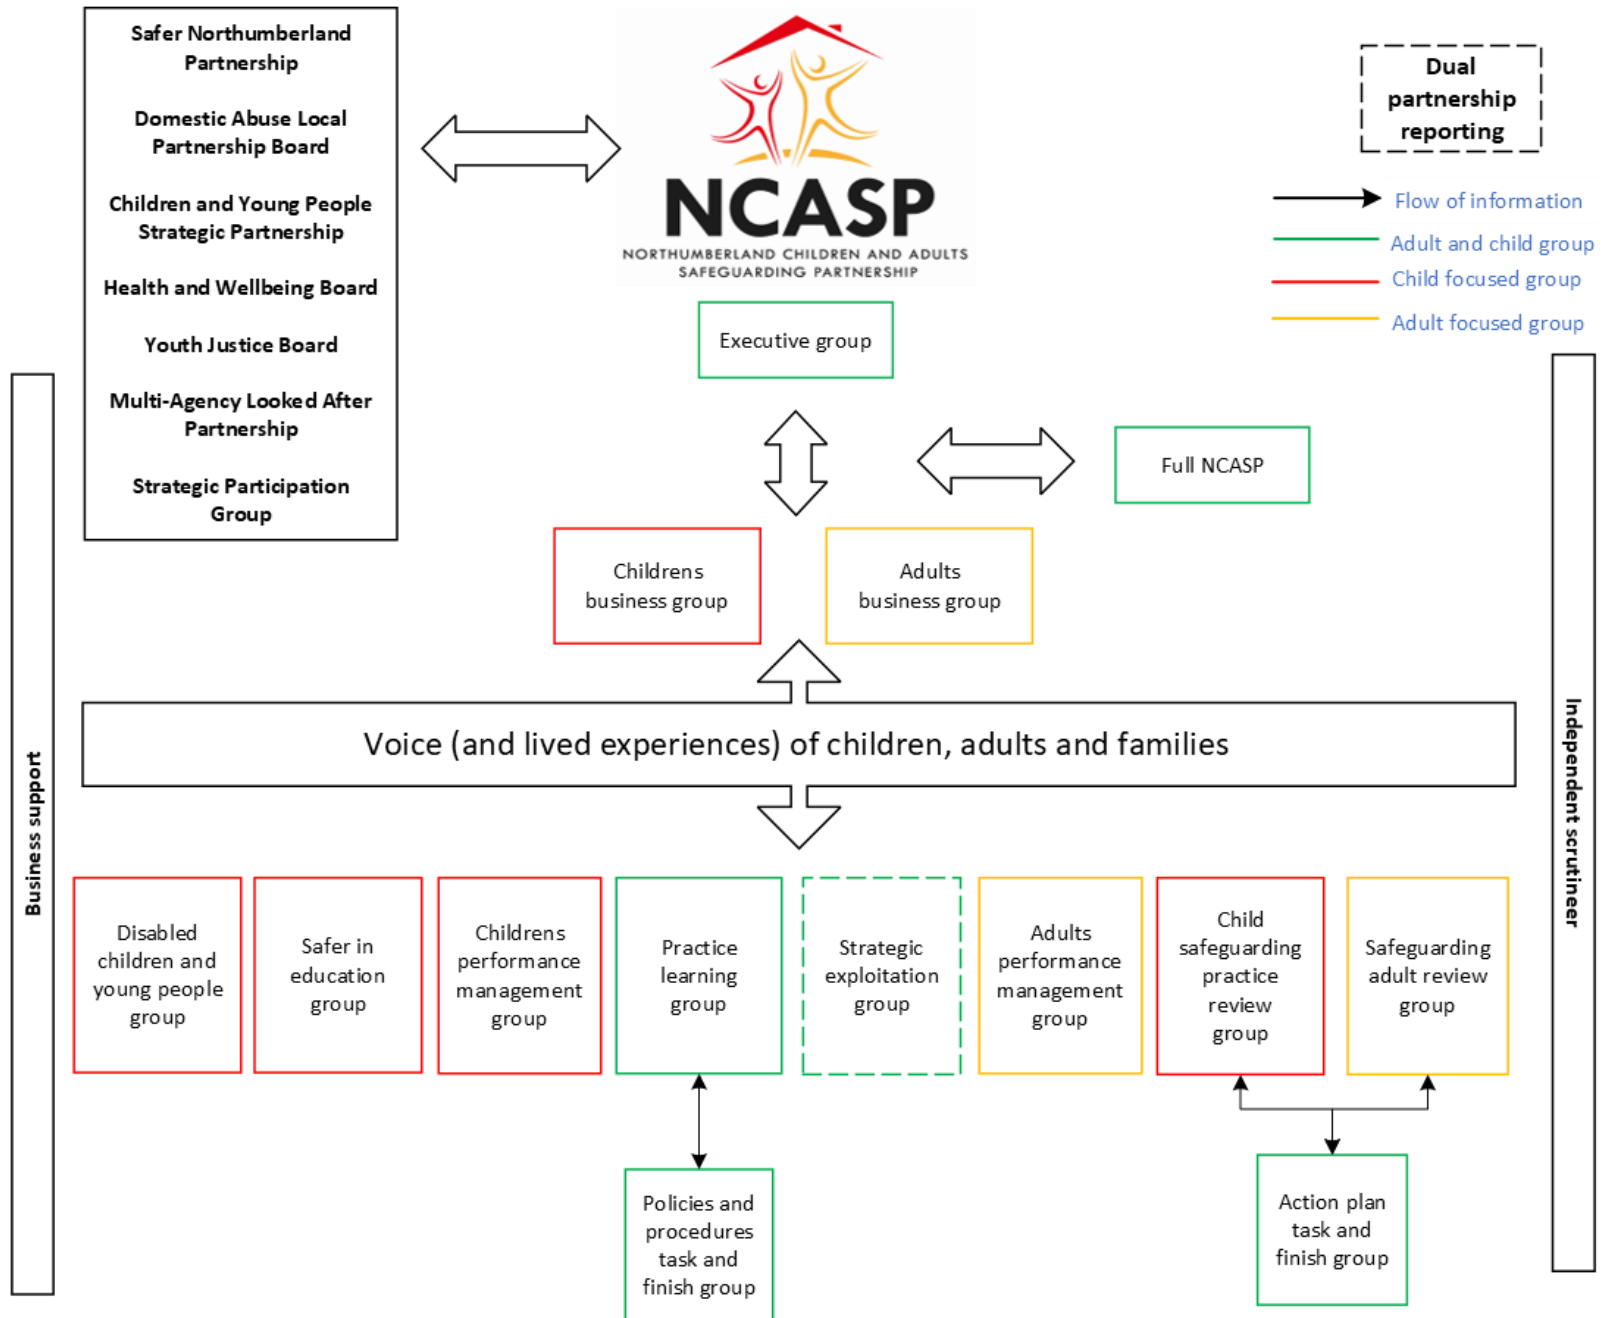 Safer Northumberland
Partnership
Domestic Abuse Local
Partnership Board
Children and Young People
Strategic Partnership
Health and Wellbeing Board
Youth Justice Board
Multi-Agency Looked After
Partnership
Strategic Participation
Group
NCASP
NORTHUMBERLAND CHILDREN AND ADULTS
SAFEGUARDING PARTNERSHIP
Dual
partnership
reporting
Flow of information
Adult and child group
Child focused group
Adult focused group
Executive group
Full NCASP
Childrens
business group
Adults
business group
Voice (and lived experiences) of children, adults and families
Business support
Independent scrutineer
Disabled
children and
young people
group
Safer in
education
group
Childrens
performance
management
group
Practice
learning
group
Strategic
exploitation
group
Adults
performance
management
group
Child
safeguarding
practice
review
group
Safeguarding
adult review
group
Policies and
procedures
task and
finish group
Action plan
task and
finish group